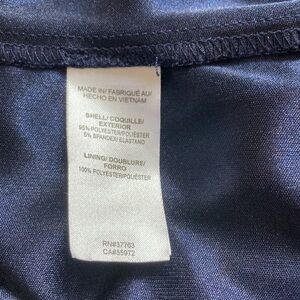 MADE IN/ FABRIQUÉ AU/
HECHO EN VIETNAM
SHELL/ COQUILLE/
EXTERIOR
95% POLYESTER/POLIÉSTER
5% SPANDEX/ ELASTANO
LINING/ DOUBLURE/
FORRO
100% POLYESTER/POLIÉSTER
RN#37763
CA#55972